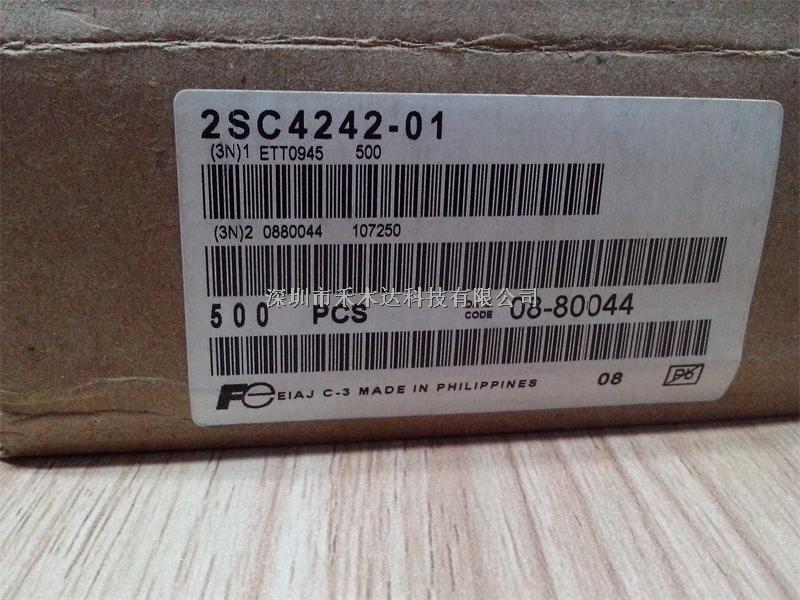 2SC4242-01
(3N)1 ETT0945 500
(3N)2 0880044 107250
深圳市禾木达科技有限公司
500 PCS CODE 08-80044
Fe EIAJ C-3 MADE IN PHILIPPINES 08